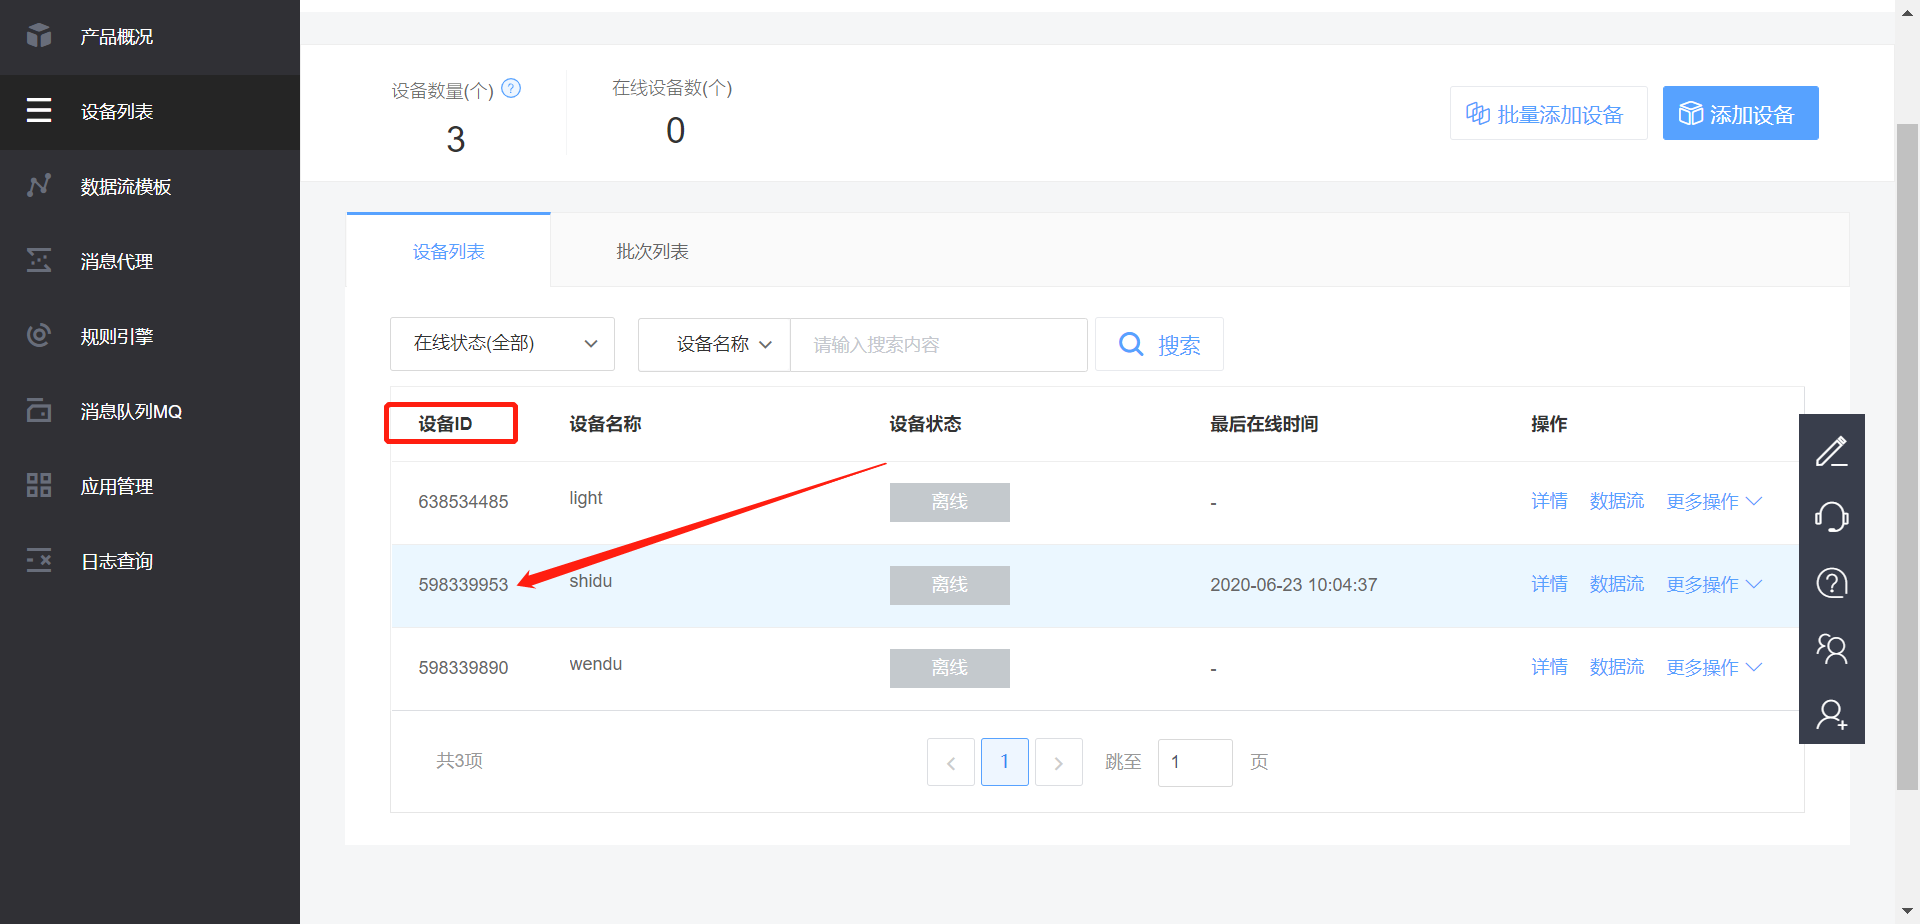 产品概况
设备列表
数据流模板
消息代理
规则引擎
消息队列MQ
应用管理
日志查询
设备数量(个) ?
3
在线设备数(个)
0
批量添加设备
添加设备
设备列表
批次列表
在线状态(全部)
设备名称
请输入搜索内容
搜索
设备ID 设备名称 设备状态 最后在线时间 操作
638534485 light 离线 - 详情 数据流 更多操作
598339953 shidu 离线 2020-06-23 10:04:37 详情 数据流 更多操作
598339890 wendu 离线 - 详情 数据流 更多操作
共3项
1
跳至 1 页